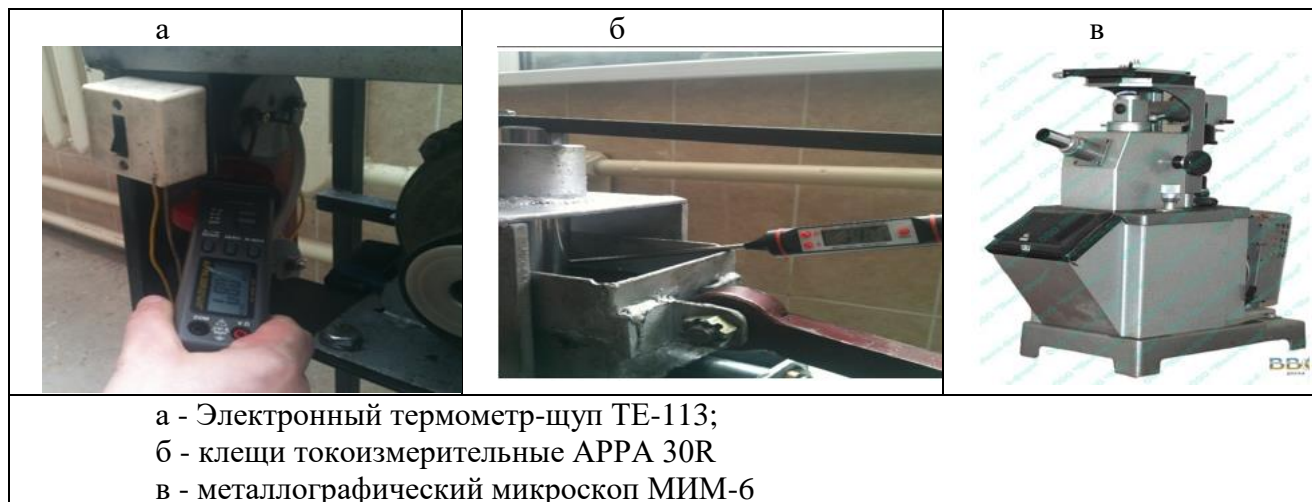 а
б
в
а - Электронный термометр-щуп ТЕ-113;
б - клещи токоизмерительные APPA 30R
в - металлографический микроскоп МИМ-6